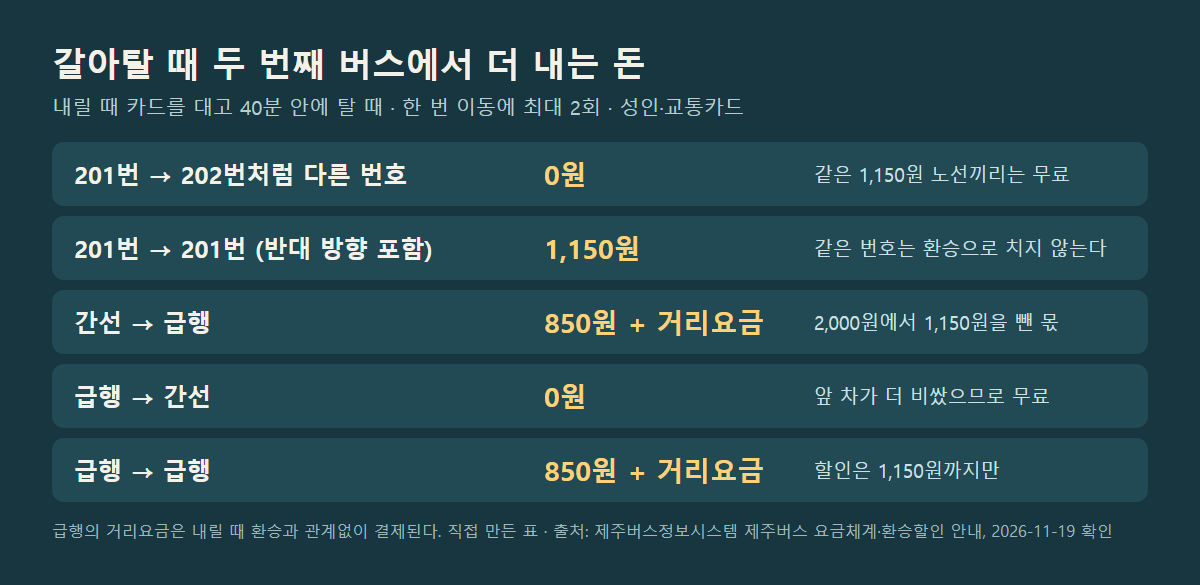 갈아탈 때 두 번째 버스에서 더 내는 돈
내릴 때 카드를 대고 40분 안에 탈 때 · 한 번 이동에 최대 2회 · 성인·교통카드
201번 → 202번처럼 다른 번호 0원 같은 1,150원 노선끼리는 무료
201번 → 201번 (반대 방향 포함) 1,150원 같은 번호는 환승으로 치지 않는다
간선 → 급행 850원 + 거리요금 2,000원에서 1,150원을 뺀 몫
급행 → 간선 0원 앞 차가 더 비쌌으므로 무료
급행 → 급행 850원 + 거리요금 할인은 1,150원까지만
급행의 거리요금은 내릴 때 환승과 관계없이 결제된다. 직접 만든 표 · 출처: 제주버스정보시스템 제주버스 요금체계·환승할인 안내, 2026-11-19 확인